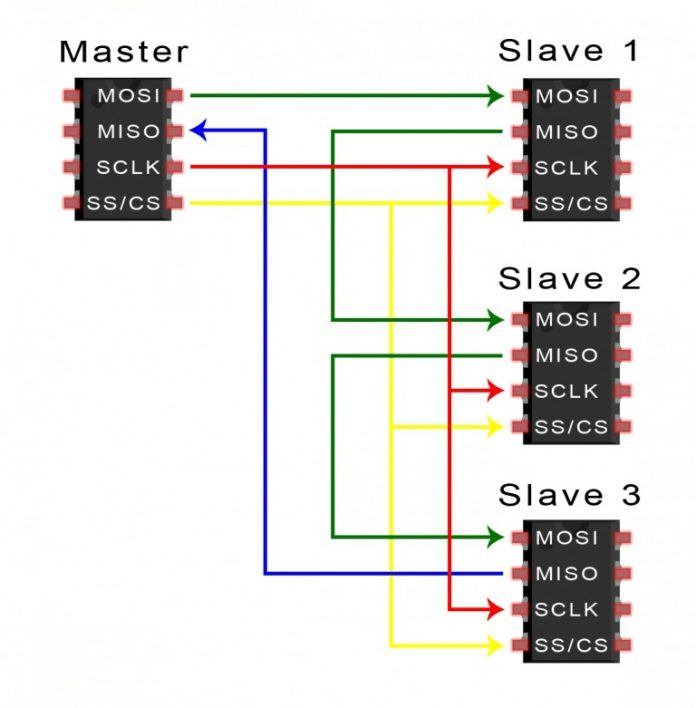 Master
MOSI
MISO
SCLK
SS/CS
Slave 1
MOSI
MISO
SCLK
SS/CS
Slave 2
MOSI
MISO
SCLK
SS/CS
Slave 3
MOSI
MISO
SCLK
SS/CS